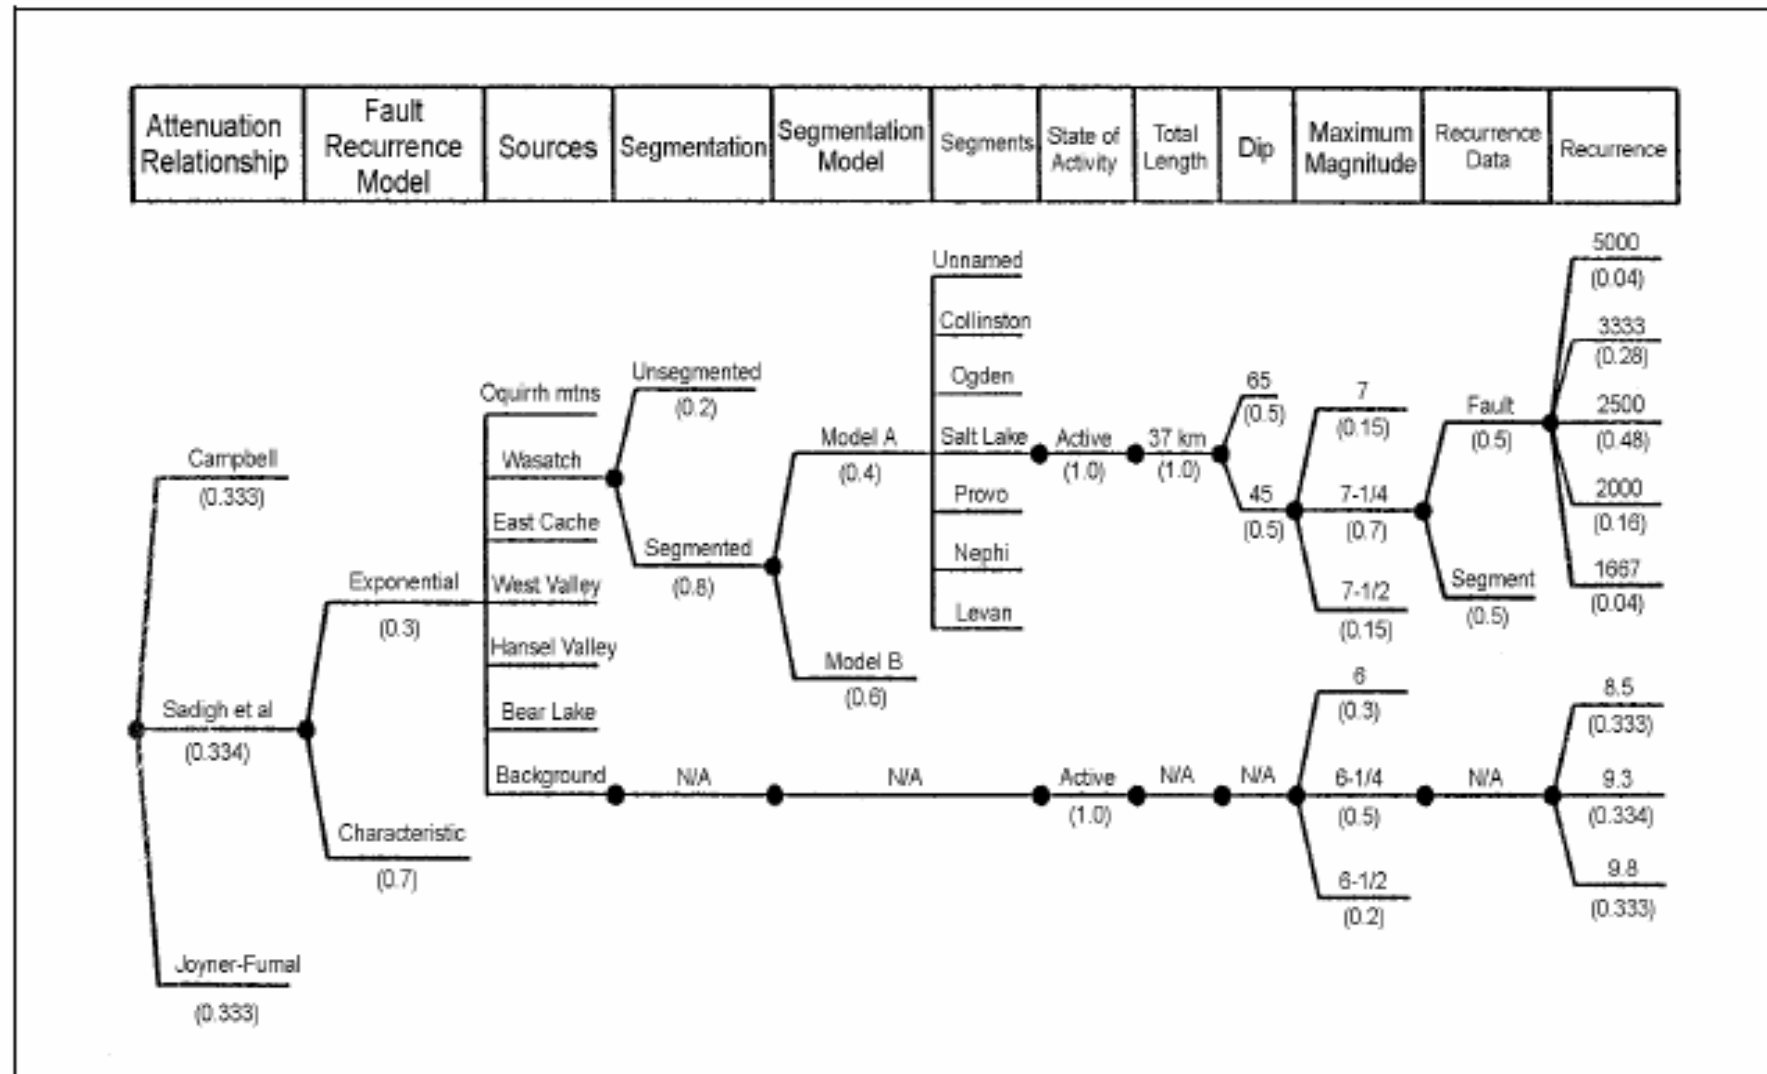 Attenuation
Relationship
Fault
Recurrence
Model
Sources
Segmentation
Segmentation
Model
Segments
State of
Activity
Total
Length
Dip
Maximum
Magnitude
Recurrence
Data
Recurrence
Campbell
(0.333)
Sadigh et al
(0.334)
Joyner-Fumal
(0.333)
Exponential
(0.3)
Characteristic
(0.7)
Oquirrh mtns
Wasatch
East Cache
West Valley
Hansel Valley
Bear Lake
Background
Unsegmented
(0.2)
Segmented
(0.8)
N/A
Model A
(0.4)
Model B
(0.6)
N/A
Unnamed
Collinston
Ogden
Salt Lake
Provo
Nephi
Levan
Active
(1.0)
Active
(1.0)
37 km
(1.0)
N/A
65
(0.5)
45
(0.5)
N/A
7
(0.15)
7-1/4
(0.7)
7-1/2
(0.15)
6
(0.3)
6-1/4
(0.5)
6-1/2
(0.2)
Fault
(0.5)
Segment
(0.5)
N/A
5000
(0.04)
3333
(0.28)
2500
(0.48)
2000
(0.16)
1667
(0.04)
8.5
(0.333)
9.3
(0.334)
9.8
(0.333)